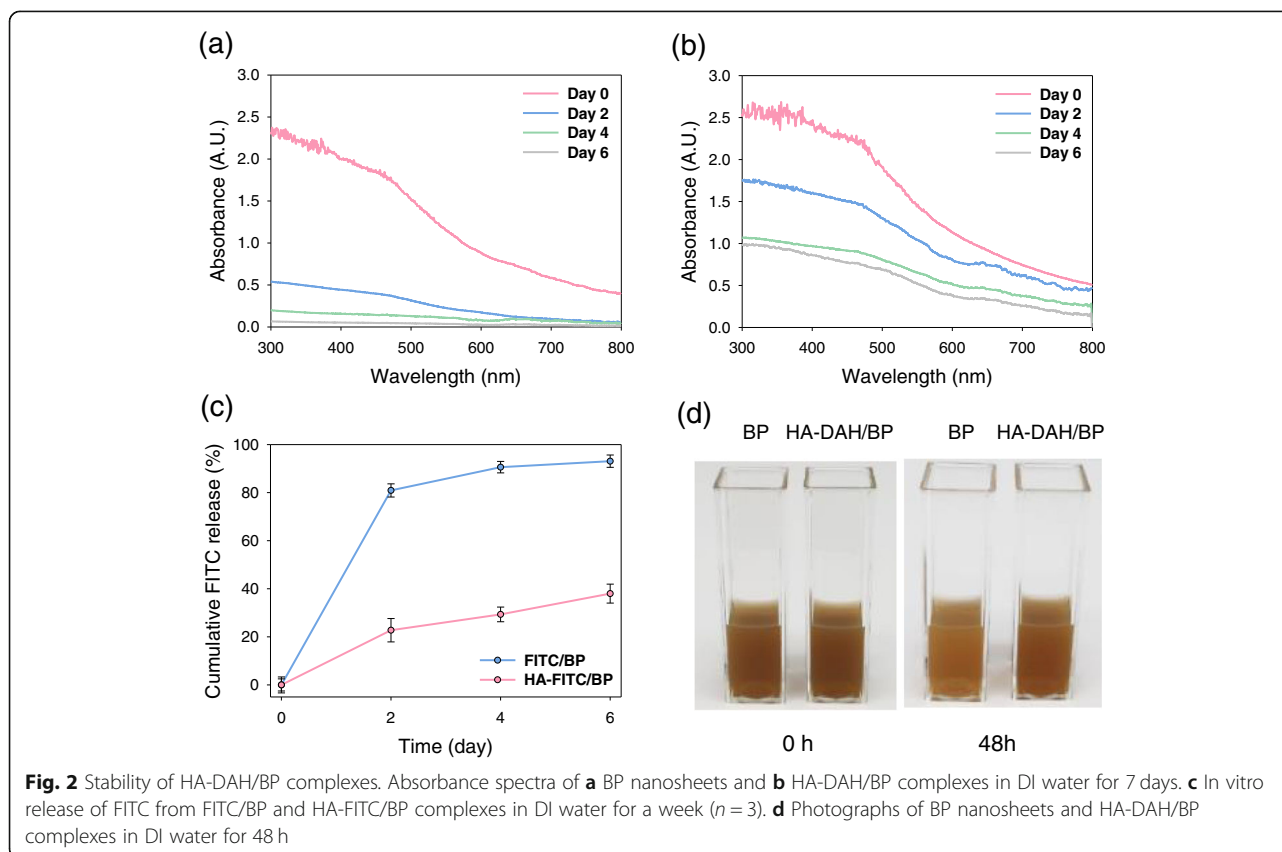 (a)
3.0
2.5
2.0
1.5
1.0
0.5
0.0
Absorbance (A.U.)
Day 0
Day 2
Day 4
Day 6
300 400 500 600 700 800
Wavelength (nm)
(b)
3.0
2.5
2.0
1.5
1.0
0.5
0.0
Absorbance (A.U.)
Day 0
Day 2
Day 4
Day 6
300 400 500 600 700 800
Wavelength (nm)
(c)
100
80
60
40
20
0
Cumulative FITC release (%)
FITC/BP
HA-FITC/BP
0 2 4 6
Time (day)
(d)
BP HA-DAH/BP BP HA-DAH/BP
0 h 48h
Fig. 2 Stability of HA-DAH/BP complexes. Absorbance spectra of a BP nanosheets and b HA-DAH/BP complexes in DI water for 7 days. c In vitro
release of FITC from FITC/BP and HA-FITC/BP complexes in DI water for a week (n = 3). d Photographs of BP nanosheets and HA-DAH/BP
complexes in DI water for 48 h